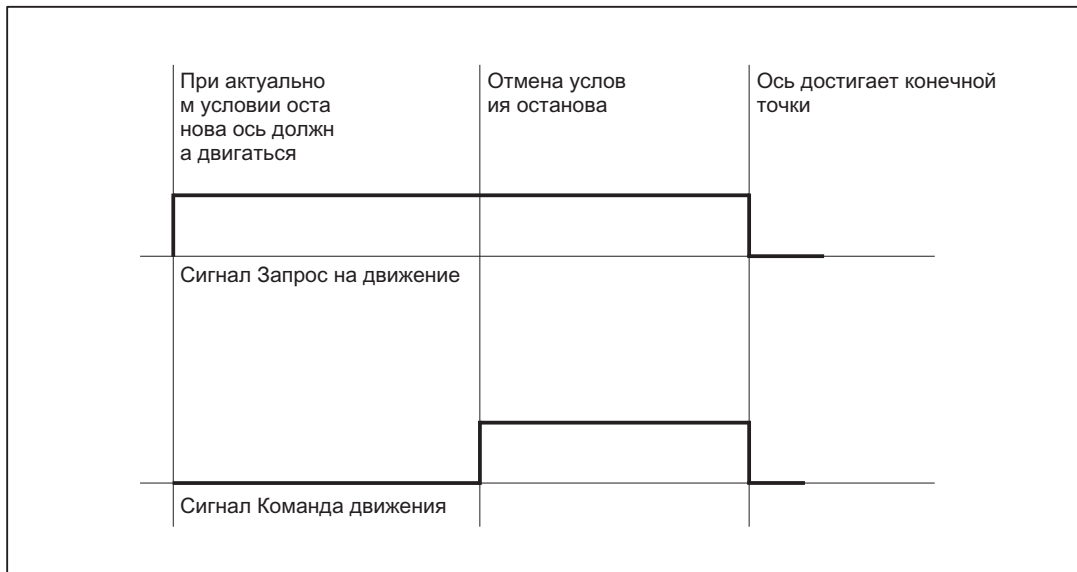 При актуально
м условии оста
нова ось должн
а двигаться
Отмена услов
ия останова
Ось достигает конечной
точки
Сигнал Запрос на движение
Сигнал Команда движения